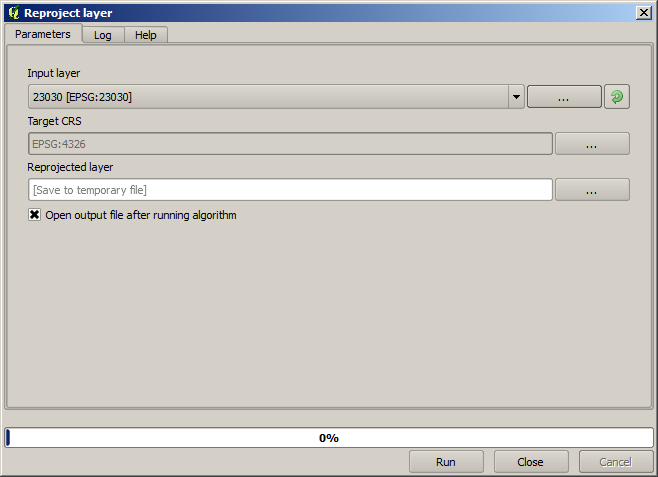 Reproject layer
Parameters Log Help
Input layer
23030 [EPSG:23030] ...
Target CRS
EPSG:4326 ...
Reprojected layer
[Save to temporary file] ...
Open output file after running algorithm
0%
Run Close Cancel